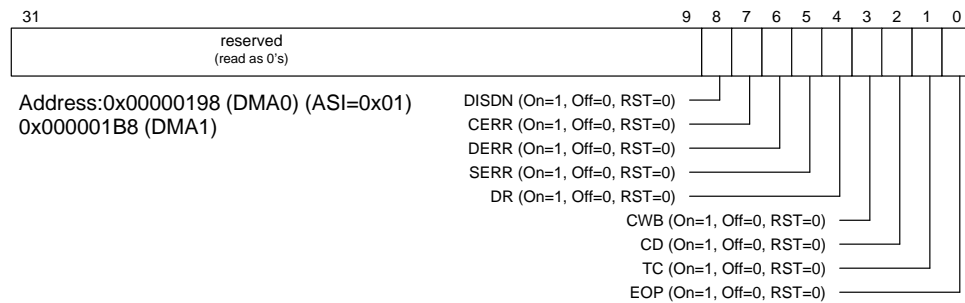 31 9 8 7 6 5 4 3 2 1 0
reserved
(read as 0's)
Address:0x00000198 (DMA0) (ASI=0x01)
0x000001B8 (DMA1)
DISDN (On=1, Off=0, RST=0)
CERR (On=1, Off=0, RST=0)
DERR (On=1, Off=0, RST=0)
SERR (On=1, Off=0, RST=0)
DR (On=1, Off=0, RST=0)
CWB (On=1, Off=0, RST=0)
CD (On=1, Off=0, RST=0)
TC (On=1, Off=0, RST=0)
EOP (On=1, Off=0, RST=0)